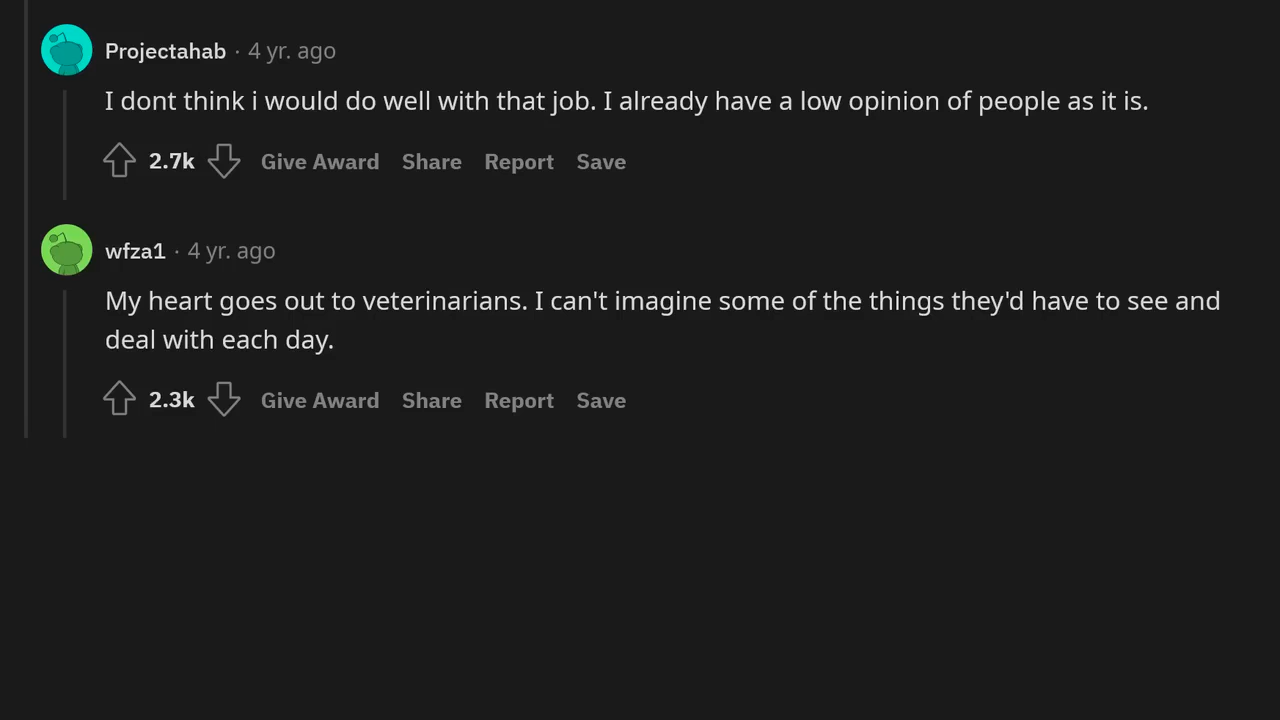 Projectahab · 4 yr. ago
I dont think i would do well with that job. I already have a low opinion of people as it is.
2.7k Give Award Share Report Save
wfza1 · 4 yr. ago
My heart goes out to veterinarians. I can't imagine some of the things they'd have to see and
deal with each day.
2.3k Give Award Share Report Save